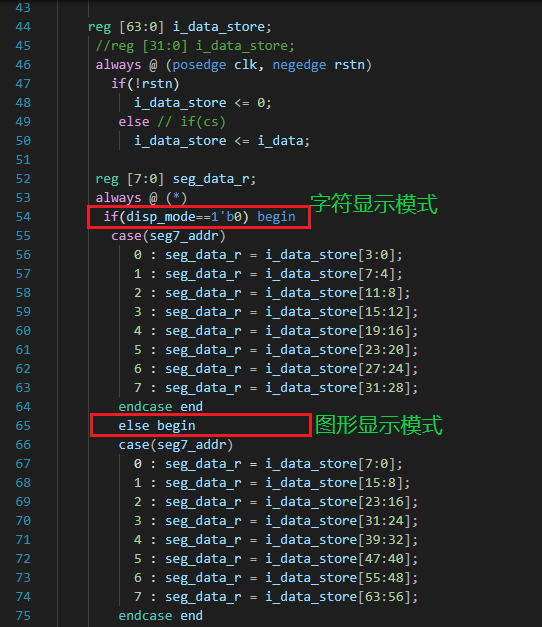 43
44 reg [63:0] i_data_store;
45 //reg [31:0] i_data_store;
46 always @ (posedge clk, negedge rstn)
47 if(!rstn)
48 i_data_store <= 0;
49 else // if(cs)
50 i_data_store <= i_data;
51
52 reg [7:0] seg_data_r;
53 always @ (*)
54 if(disp_mode==1'b0) begin 字符显示模式
55 case(seg7_addr)
56 0 : seg_data_r = i_data_store[3:0];
57 1 : seg_data_r = i_data_store[7:4];
58 2 : seg_data_r = i_data_store[11:8];
59 3 : seg_data_r = i_data_store[15:12];
60 4 : seg_data_r = i_data_store[19:16];
61 5 : seg_data_r = i_data_store[23:20];
62 6 : seg_data_r = i_data_store[27:24];
63 7 : seg_data_r = i_data_store[31:28];
64 endcase end
65 else begin 图形显示模式
66 case(seg7_addr)
67 0 : seg_data_r = i_data_store[7:0];
68 1 : seg_data_r = i_data_store[15:8];
69 2 : seg_data_r = i_data_store[23:16];
70 3 : seg_data_r = i_data_store[31:24];
71 4 : seg_data_r = i_data_store[39:32];
72 5 : seg_data_r = i_data_store[47:40];
73 6 : seg_data_r = i_data_store[55:48];
74 7 : seg_data_r = i_data_store[63:56];
75 endcase end